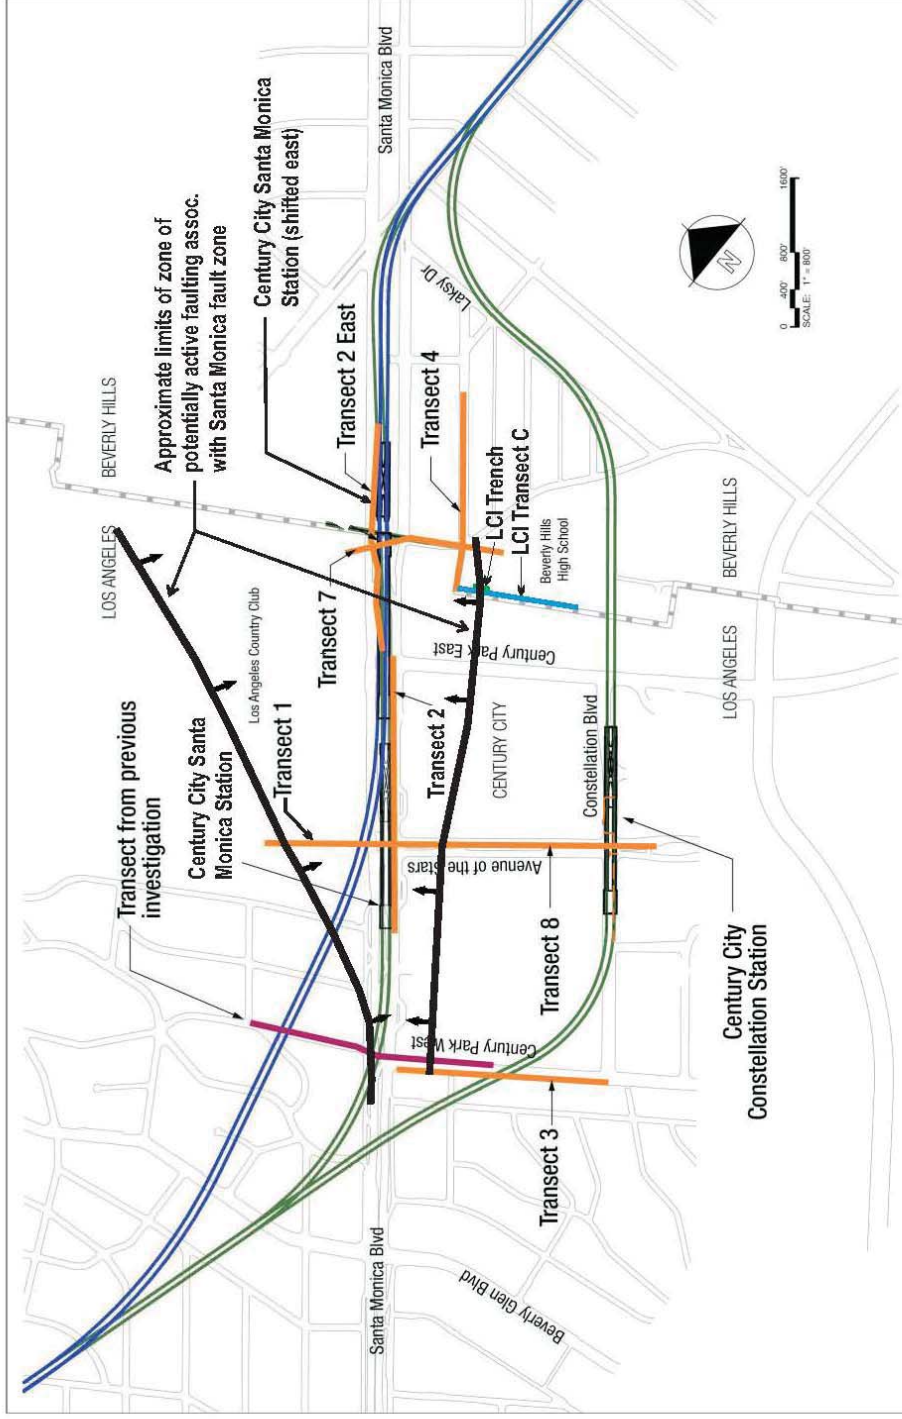 Transect from previous
investigation
Century City Santa
Monica Station
Transect 1
Los Angeles Country Club
LOS ANGELES
BEVERLY HILLS
Approximate limits of zone of
potentially active faulting assoc.
with Santa Monica fault zone
Century City Santa Monica
Station (shifted east)
Transect 7
Transect 2 East
Santa Monica Blvd
Santa Monica Blvd
Transect 4
Lasky Dr
LCI Trench
LCI Transect C
Beverly Hills
High School
Century Park East
Transect 2
CENTURY CITY
Avenue of the Stars
Century Park West
Transect 8
Transect 3
Constellation Blvd
Beverly Glen Blvd
LOS ANGELES
BEVERLY HILLS
Century City
Constellation Station
N
0 400' 800' 1600'
SCALE: 1" = 800'